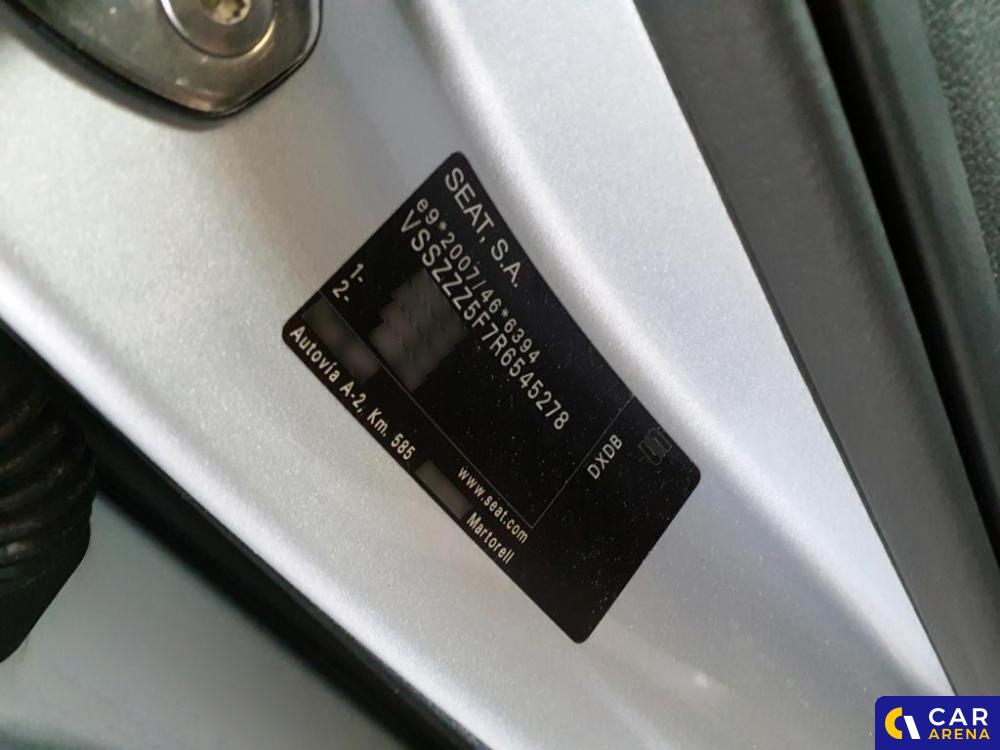 SEAT, S.A.
e9*2007/46*6394
VSSZZZ5F7R6545278
1-
2-
DXDB
www.seat.com
Autovia A-2, Km. 585
Martorell
CAR
ARENA